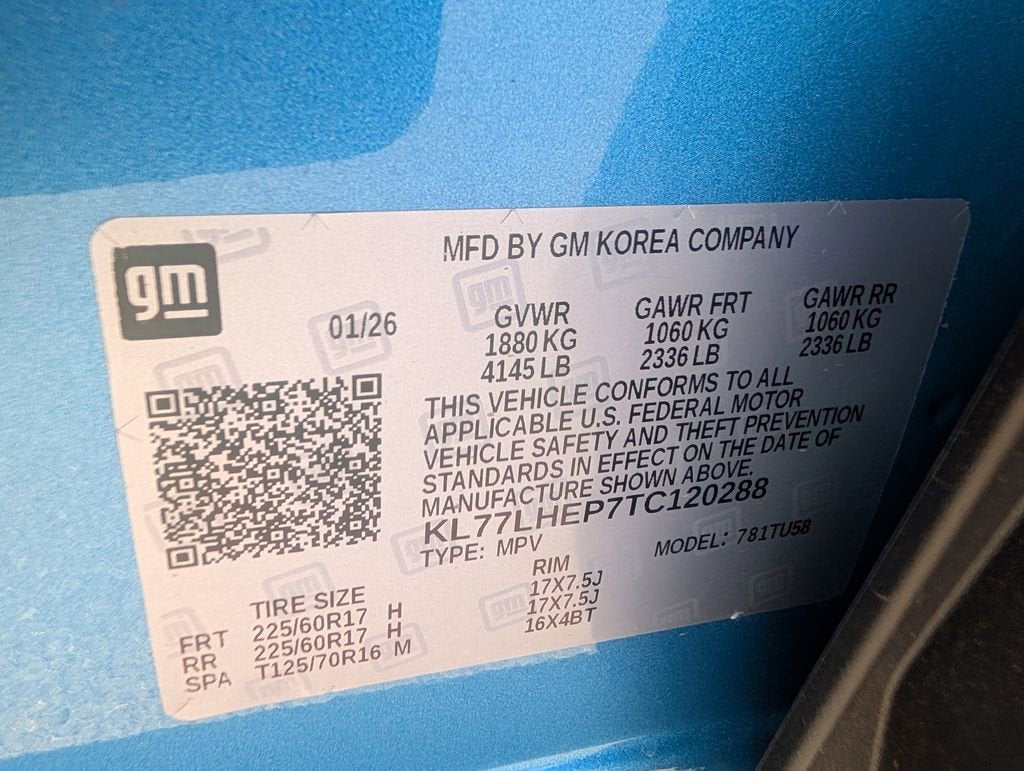 gm
MFD BY GM KOREA COMPANY
01/26
GVWR GAWR FRT GAWR RR
1880 KG 1060 KG 1060 KG
4145 LB 2336 LB 2336 LB
THIS VEHICLE CONFORMS TO ALL
APPLICABLE U.S. FEDERAL MOTOR
VEHICLE SAFETY AND THEFT PREVENTION
STANDARDS IN EFFECT ON THE DATE OF
MANUFACTURE SHOWN ABOVE.
KL77LHEP7TC120288
TYPE: MPV MODEL: 781TU58
TIRE SIZE RIM
FRT 225/60R17 H 17X7.5J
RR 225/60R17 H 17X7.5J
SPA T125/70R16 M 16X4BT